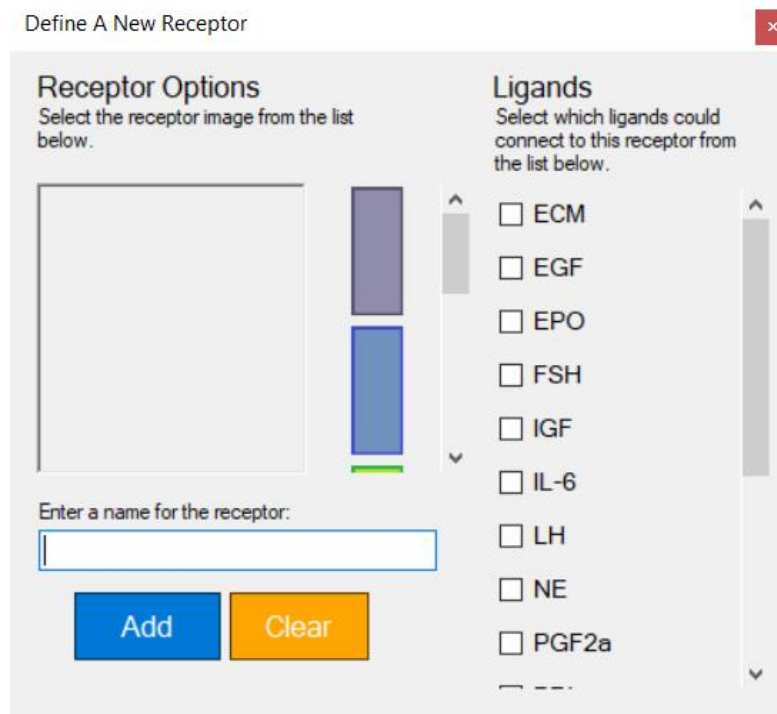 Define A New Receptor
Receptor Options
Select the receptor image from the list
below.
Enter a name for the receptor:
Add
Clear
Ligands
Select which ligands could
connect to this receptor from
the list below.
ECM
EGF
EPO
FSH
IGF
IL-6
LH
NE
PGF2a